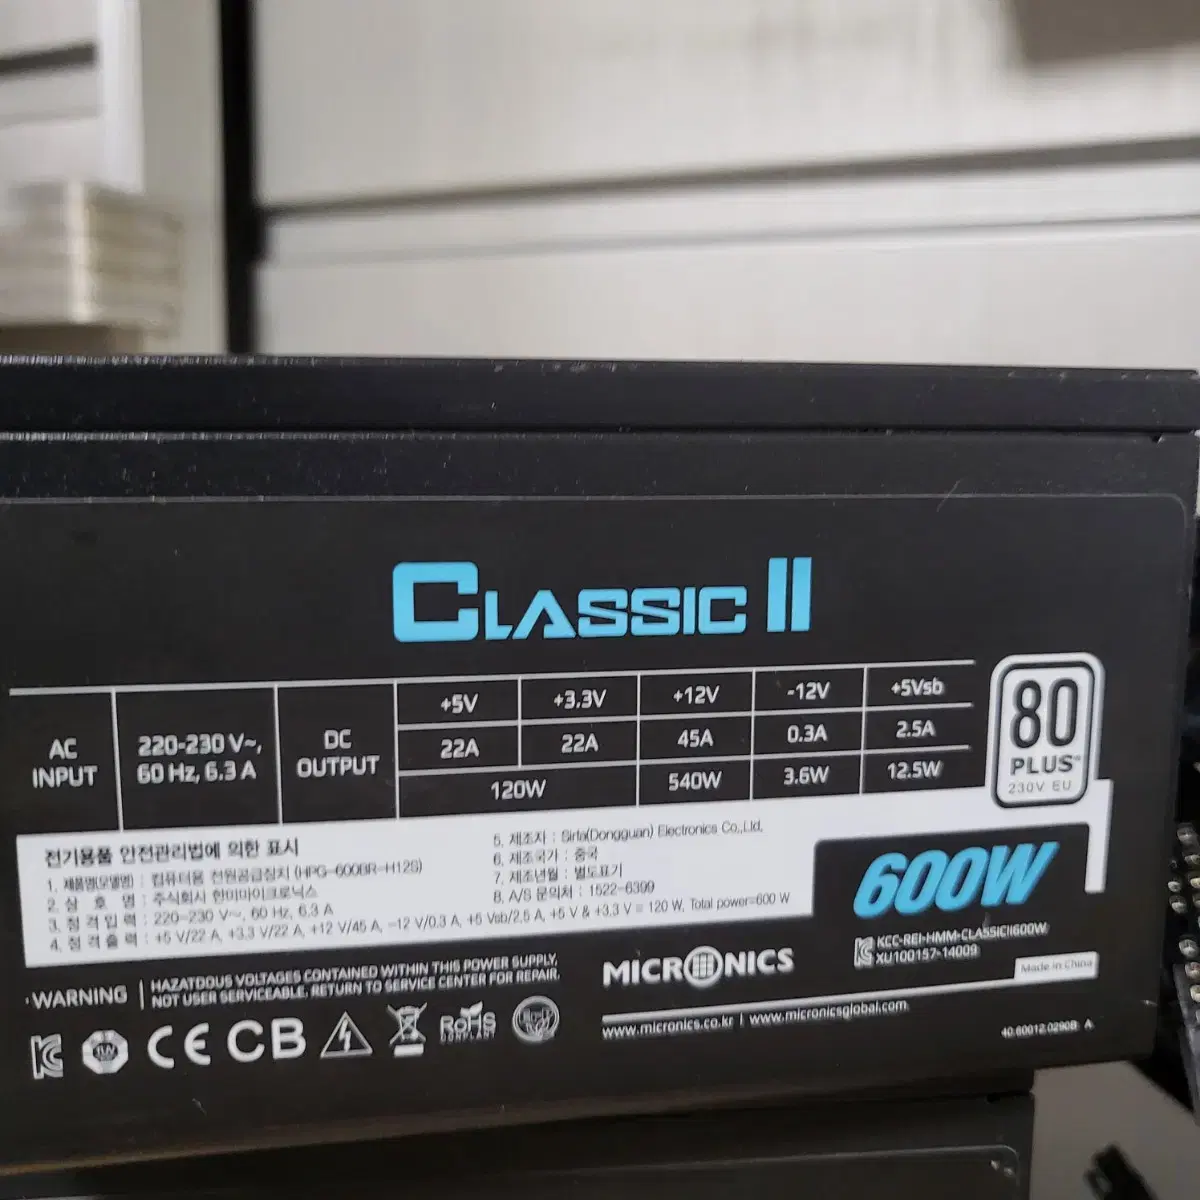 CLASSIC II
AC INPUT
220-230 V~, 60 Hz, 6.3 A
DC OUTPUT
+5V +3.3V +12V -12V +5Vsb
22A 22A 45A 0.3A 2.5A
120W 540W 3.6W 12.5W
80 PLUS
230V EU
전기용품 안전관리법에 의한 표시
1. 제품명(모델명) : 컴퓨터용 전원공급장치 (HPG-600BR-H12S)
2. 상 호 명 : 주식회사 한미마이크로닉스
3. 정 격 입 력 : 220-230 V~, 60 Hz, 6.3 A
4. 정 격 출 력 : +5 V/22 A, +3.3 V/22 A, +12 V/45 A, -12 V/0.3 A, +5 Vsb/2.5 A, +5 V & +3.3 V = 120 W, Total power=600 W
5. 제조자 : Sirfa(Dongguan) Electronics Co.,Ltd.
6. 제조국가 : 중국
7. 제조년월 : 별도표기
8. A/S 문의처 : 1522-6399
600W
KCC-REI-HMM-CLASSICII600W
XU100157-14009
Made in China
WARNING
HAZATDOUS VOLTAGES CONTAINED WITHIN THIS POWER SUPPLY,
NOT USER SERVICEABLE, RETURN TO SERVICE CENTER FOR REPAIR.
MICRONICS
www.micronics.co.kr | www.micronicsglobal.com
CE CB
RoHS
COMPLIANT
40.60012.0290B A